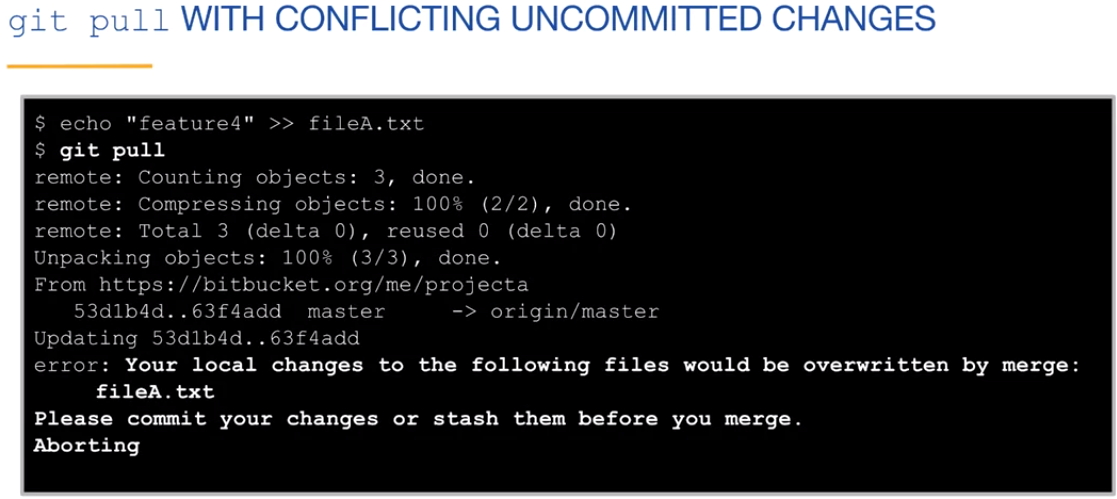 git pull WITH CONFLICTING UNCOMMITTED CHANGES
$ echo "feature4" >> fileA.txt
$ git pull
remote: Counting objects: 3, done.
remote: Compressing objects: 100% (2/2), done.
remote: Total 3 (delta 0), reused 0 (delta 0)
Unpacking objects: 100% (3/3), done.
From https://bitbucket.org/me/projecta
   53d1b4d..63f4add  master     -> origin/master
Updating 53d1b4d..63f4add
error: Your local changes to the following files would be overwritten by merge:
     fileA.txt
Please commit your changes or stash them before you merge.
Aborting